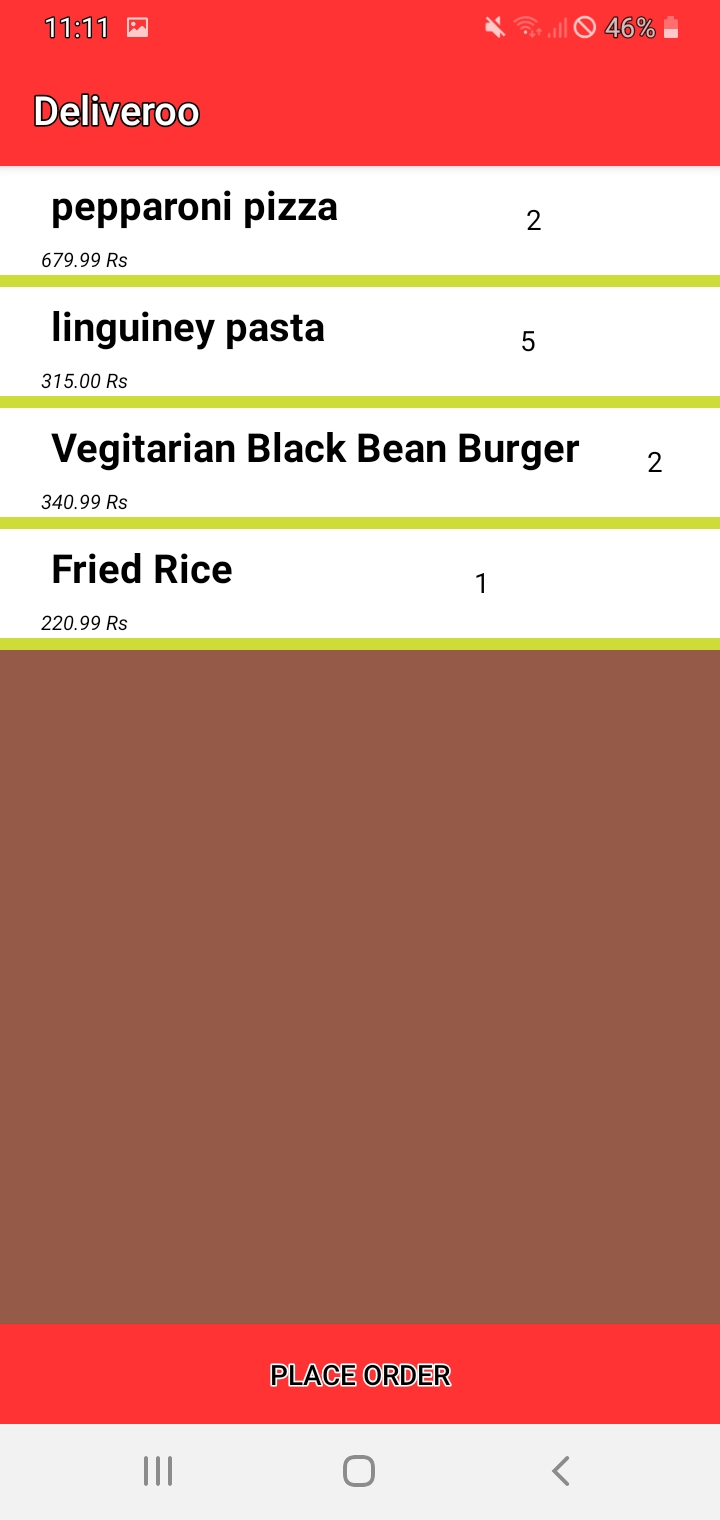 11:11 46%
Deliveroo
pepparoni pizza 2
679.99 Rs
linguiney pasta 5
315.00 Rs
Vegitarian Black Bean Burger 2
340.99 Rs
Fried Rice 1
220.99 Rs
PLACE ORDER